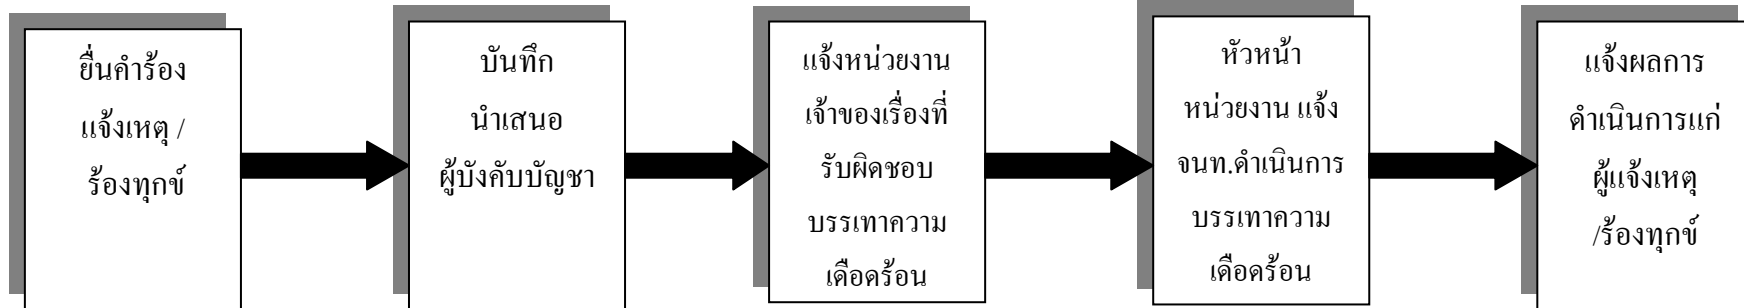 ยื่นคำร้อง
แจ้งเหตุ /
ร้องทุกข์
บันทึก
นำเสนอ
ผู้บังคับบัญชา
แจ้งหน่วยงาน
เจ้าของเรื่องที่
รับผิดชอบ
บรรเทาความ
เดือดร้อน
หัวหน้า
หน่วยงาน แจ้ง
จนท.ดำเนินการ
บรรเทาความ
เดือดร้อน
แจ้งผลการ
ดำเนินการแก่
ผู้แจ้งเหตุ
/ร้องทุกข์